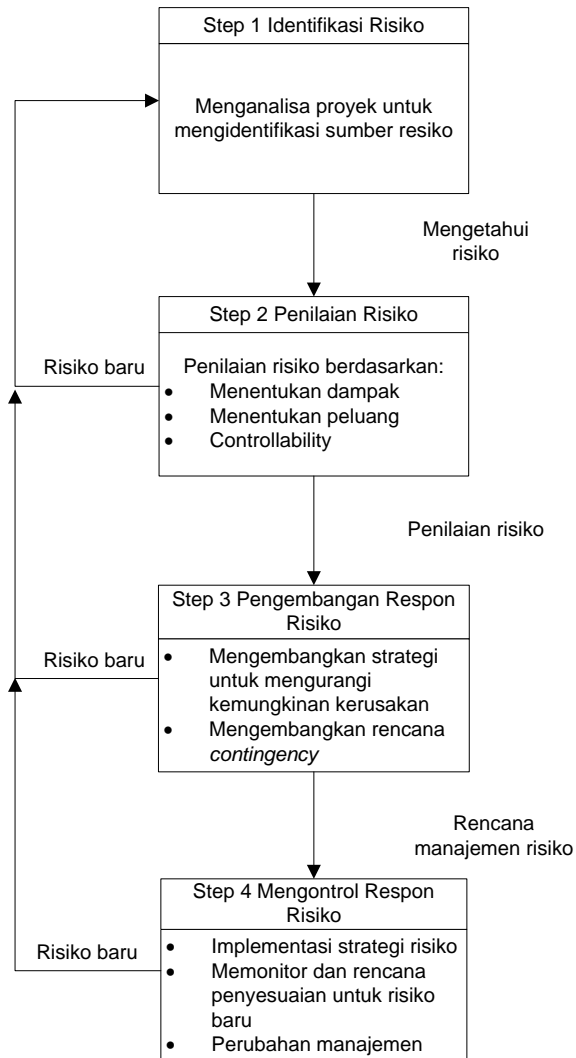 Step 1 Identifikasi Risiko
Menganalisa proyek untuk
mengidentifikasi sumber resiko
Mengetahui
risiko
Step 2 Penilaian Risiko
Risiko baru
Penilaian risiko berdasarkan:
• Menentukan dampak
• Menentukan peluang
• Controllability
Penilaian risiko
Step 3 Pengembangan Respon
Risiko
Risiko baru
• Mengembangkan strategi
untuk mengurangi
kemungkinan kerusakan
• Mengembangkan rencana
contingency
Rencana
manajemen risiko
Step 4 Mengontrol Respon
Risiko
Risiko baru
• Implementasi strategi risiko
• Memonitor dan rencana
penyesuaian untuk risiko
baru
• Perubahan manajemen